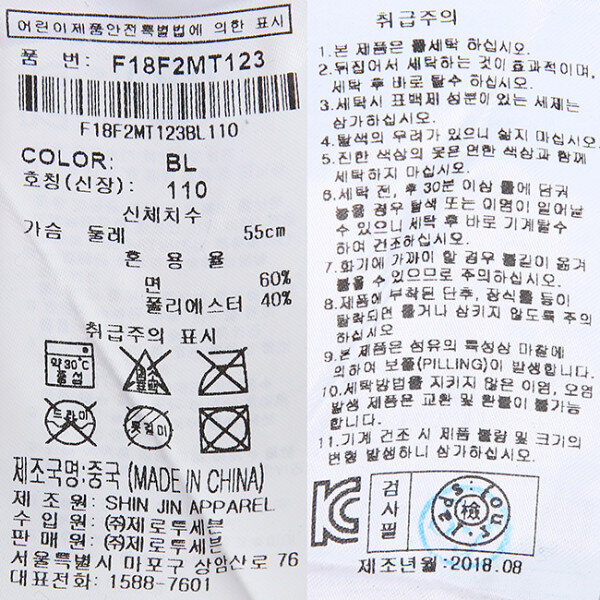 어린이제품안전특별법에 의한 표시
품 번: F18F2MT123
F18F2MT123BL110
COLOR: BL
호칭(신장): 110
신체치수
가슴 둘레 55cm
혼용율
면 60%
폴리에스터 40%
취급주의 표시
약30℃
중성
염소
표백
드라이
옷걸이
제조국명:중국 (MADE IN CHINA)
제 조 원: SHIN JIN APPAREL
수 입 원: ㈜제로투세븐
판 매 원: ㈜제로투세븐
서울특별시 마포구 상암산로 76
대표전화: 1588-7601
취급주의
1.본 제품은 물세탁 하십시오.
2.뒤집어서 세탁하는 것이 효과적이며,
세탁 후 바로 탈수 하십시오.
3.세탁시 표백제 성분이 있는 세제는
삼가하십시오.
4.탈색의 우려가 있으니 삶지 마십시오.
5.진한 색상의 옷은 연한 색상과 함께
세탁하지 마십시오.
6.세탁 전, 후 30분 이상 물에 담궈
놓을 경우 탈색 또는 이염이 일어날
수 있으니 세탁 후 바로 기계탈수
하여 건조하십시오.
7.화기에 가까이 할 경우 불길이 옮겨
붙을 수 있으므로 주의하십시오.
8.제품에 부착된 단추, 장식물 등이
탈락되면 물거나 삼키지 않도록 주의
하십시오
9.본 제품은 섬유의 특성상 마찰에
의하여 보풀(PILLING)이 발생합니다.
10.세탁방법을 지키지 않은 이염, 오염
발생 제품은 교환 및 환불이 불가능
합니다.
11.기계 건조 시 제품 불량 및 크기의
변형 발생하니 삼가하십시오.
KC
검사필
檢
제조년월:2018.08